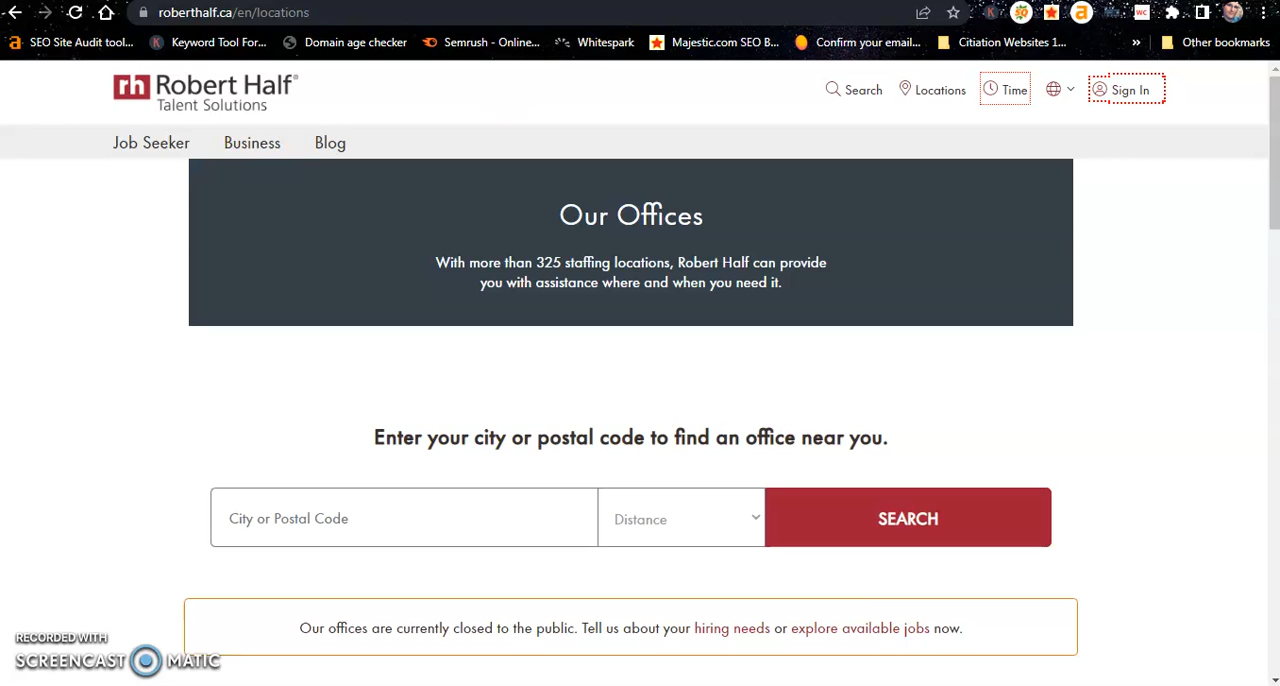 roberthalf.ca/en/locations
SEO Site Audit tool... Keyword Tool For... Domain age checker Semrush - Online... Whitespark Majestic.com SEO B... Confirm your email... Citiation Websites 1... » Other bookmarks
rh Robert Half®
Talent Solutions
Search Locations Time Sign In
Job Seeker Business Blog
Our Offices
With more than 325 staffing locations, Robert Half can provide
you with assistance where and when you need it.
Enter your city or postal code to find an office near you.
City or Postal Code Distance SEARCH
Our offices are currently closed to the public. Tell us about your hiring needs or explore available jobs now.
RECORDED WITH
SCREENCAST MATIC